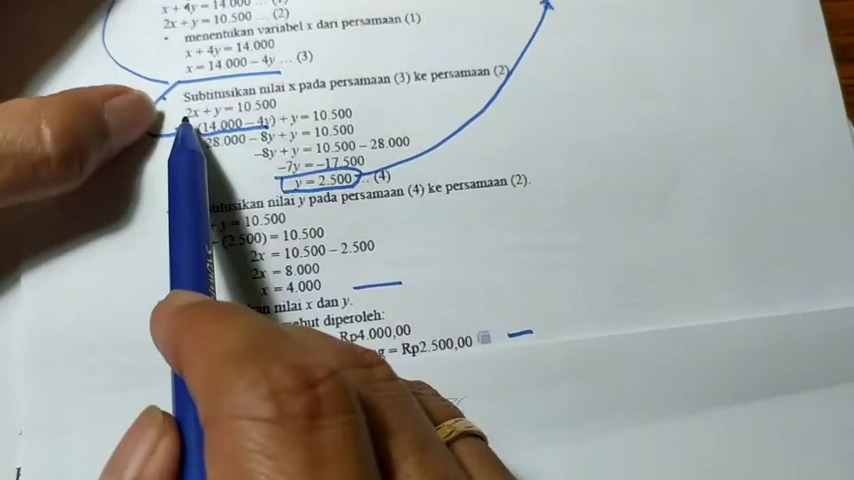 x + 4y = 14.000
2x + y = 10.500 ... (2)
• menentukan variabel x dari persamaan (1)
x + 4y = 14.000
x = 14.000 – 4y ... (3)
Subtitusikan nilai x pada persamaan (3) ke persamaan (2)
2x + y = 10.500
(14.000 – 4y) + y = 10.500
28.000 – 8y + y = 10.500
–8y + y = 10.500 – 28.000
–7y = –17.500
y = 2.500 ... (4)
nilai y pada persamaan (4) ke persamaan (2).
+ y = 10.500
(2.500) = 10.500
2x = 10.500 – 2.500
2x = 8.000
x = 4.000
nilai x dan y.
diperoleh:
Rp4.000,00
= Rp2.500,00